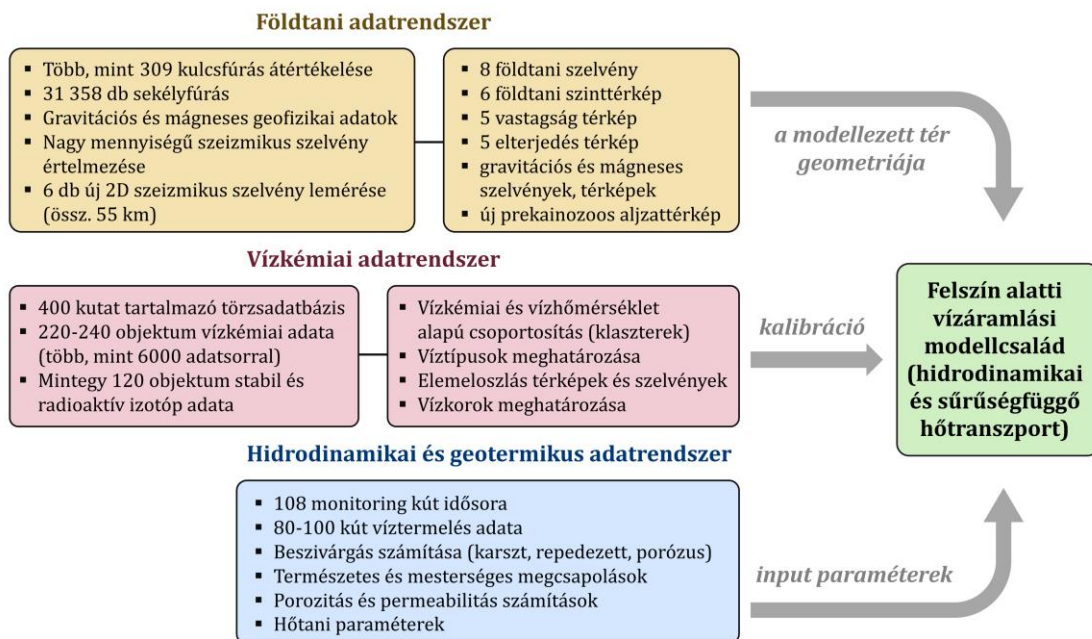 Földtani adatrendszer
▪ Több, mint 309 kulcsfúrás átértékelése
▪ 31 358 db sekélyfúrás
▪ Gravitációs és mágneses geofizikai adatok
▪ Nagy mennyiségű szeizmikus szelvény
értelmezése
▪ 6 db új 2D szeizmikus szelvény lemérése
(össz. 55 km)
▪ 8 földtani szelvény
▪ 6 földtani szinttérkép
▪ 5 vastagság térkép
▪ 5 elterjedés térkép
▪ gravitációs és mágneses
szelvények, térképek
▪ új prekainozoos aljzattérkép
a modellezett tér
geometriája
Vízkémiai adatrendszer
▪ 400 kutat tartalmazó törzsadatbázis
▪ 220-240 objektum vízkémiai adata
(több, mint 6000 adatsorral)
▪ Mintegy 120 objektum stabil és
radioaktív izotóp adata
▪ Vízkémiai és vízhőmérséklet
alapú csoportosítás (klaszterek)
▪ Víztípusok meghatározása
▪ Elemeloszlás térképek és szelvények
▪ Vízkorok meghatározása
kalibráció
Felszín alatti
vízáramlási
modellcsalád
(hidrodinamikai
és sűrűségfüggő
hőtranszport)
Hidrodinamikai és geotermikus adatrendszer
▪ 108 monitoring kút idősora
▪ 80-100 kút víztermelés adata
▪ Beszivárgás számítása (karszt, repedezett, porózus)
▪ Természetes és mesterséges megcsapolások
▪ Porozitás és permeabilitás számítások
▪ Hőtani paraméterek
input paraméterek